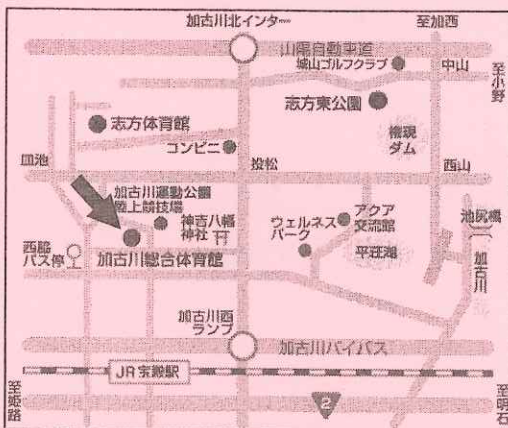 加古川北インター
至加西
山陽自動車道
城山ゴルフクラブ
中山
至小野
志方東公園
志方体育館
権現
ダム
コンビニ
皿池
投松
西山
加古川運動公園
陸上競技場
神吉八幡
神社
アクア
交流館
ウェルネス
パーク
池尻橋
西脇
バス停
加古川総合体育館
平荘湖
加古川
加古川西
ランプ
加古川バイパス
JR宝殿駅
至姫路
2
至明石